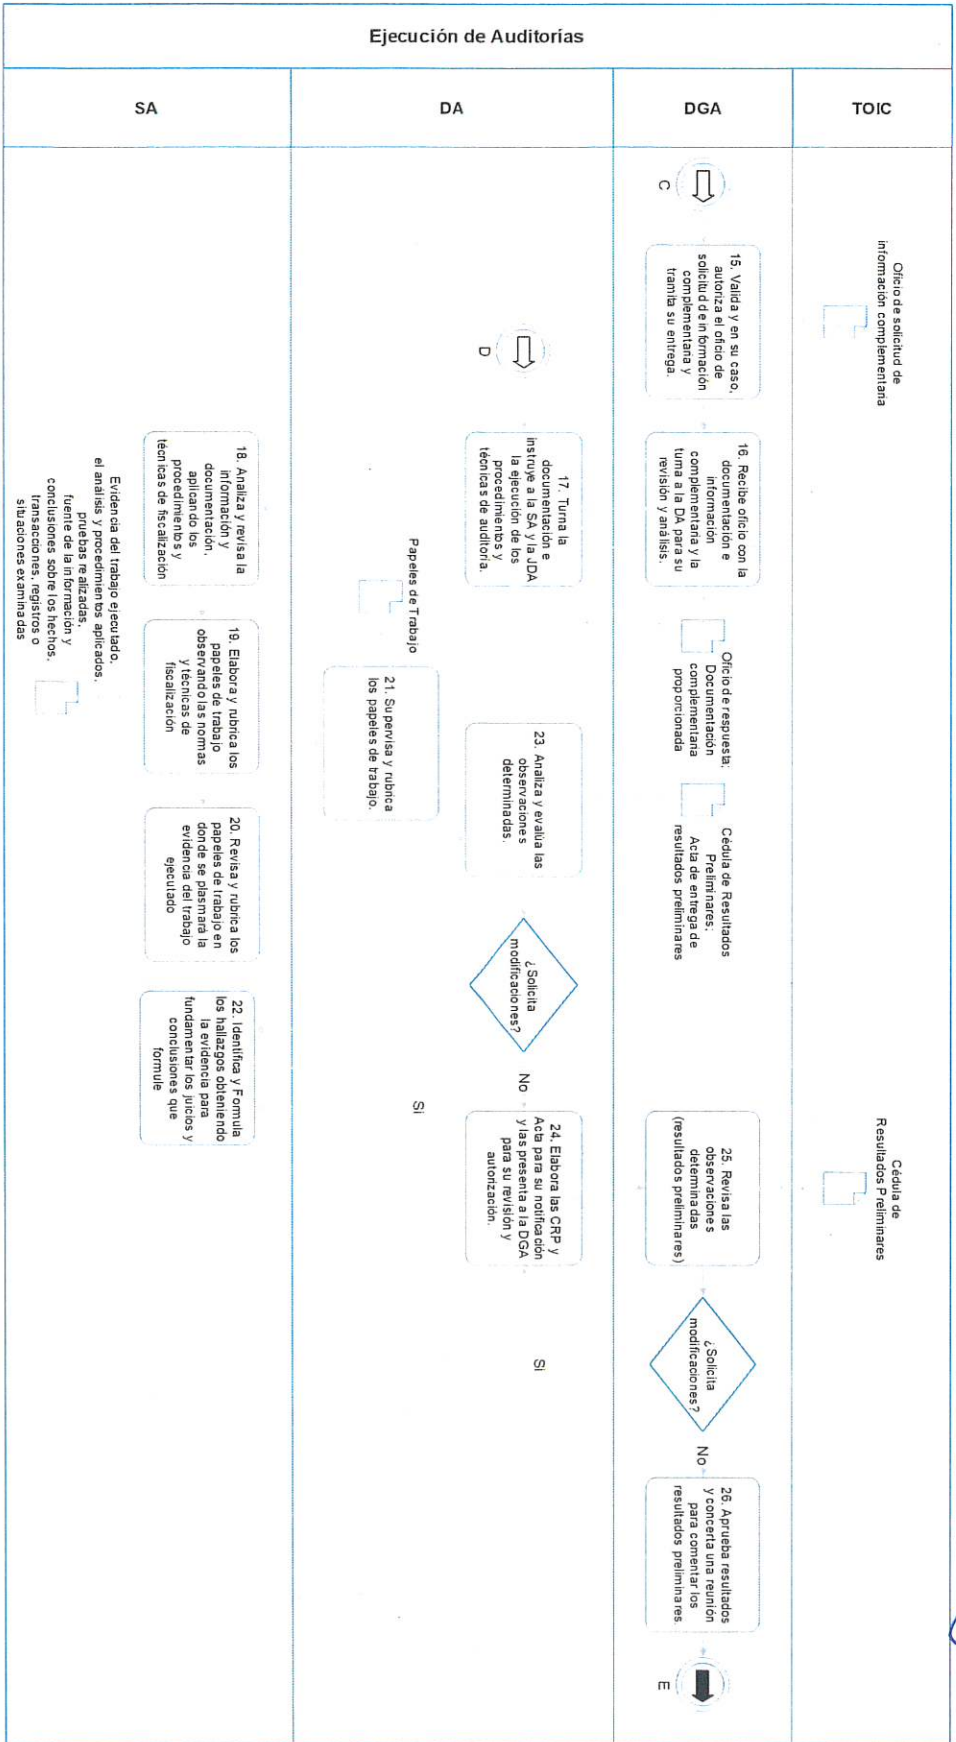 Ejecución de Auditorías
SA
DA
DGA
TOIC
Oficio de solicitud de
información complementaria
Cédula de
Resultados Preliminares
C
15. Valida y en su caso,
autoriza el oficio de
solicitud de información
complementaria y
tramita su entrega.
16. Recibe oficio con la
documentación e
información
complementaria y la
turna a la DA para su
revisión y análisis.
Oficio de respuesta;
Documentación
complementaria
proporcionada
Cédula de Resultados
Preliminares;
Acta de entrega de
resultados preliminares
25. Revisa las
observaciones
determinadas
(resultados preliminares)
¿Solicita
modificaciones?
No
26. Aprueba resultados
y concerta una reunión
para comentar los
resultados preliminares
E
D
17. Turna la
documentación e
instruye a la SA y la JDA
la ejecución de los
procedimientos y
técnicas de auditoría.
23. Analiza y evalúa las
observaciones
determinadas.
¿Solicita
modificaciones?
No
24. Elabora las CRP y
Acta para su notificación
y las presenta a la DGA
para su revisión y
autorización.
Si
Si
Papeles de Trabajo
21. Supervisa y rubrica
los papeles de trabajo.
18. Analiza y revisa la
información y
documentación,
aplicando los
procedimientos y
técnicas de fiscalización
19. Elabora y rubrica los
papeles de trabajo
observando las normas
y técnicas de
fiscalización
20. Revisa y rubrica los
papeles de trabajo en
donde se plasmará la
evidencia del trabajo
ejecutado
22. Identifica y Formula
los hallazgos obteniendo
la evidencia para
fundamentar los juicios y
conclusiones que
formule
Evidencia del trabajo ejecutado,
el análisis y procedimientos aplicados,
pruebas realizadas,
fuente de la información y
conclusiones sobre los hechos,
transacciones, registros o
situaciones examinadas